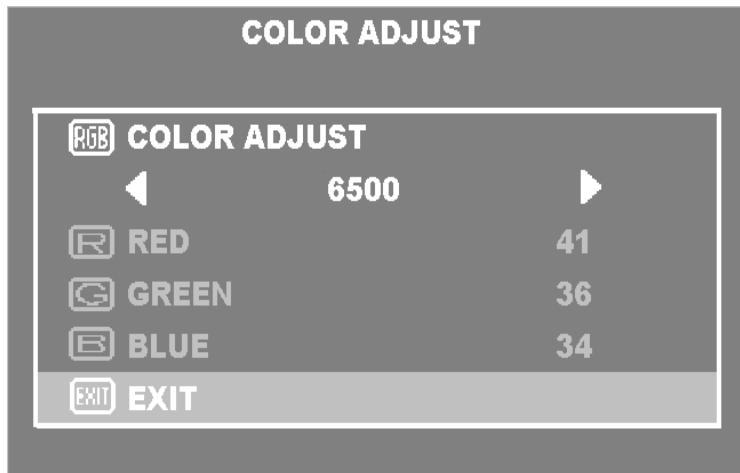 COLOR ADJUST
RGB COLOR ADJUST
6500
R RED 41
G GREEN 36
B BLUE 34
EXIT EXIT